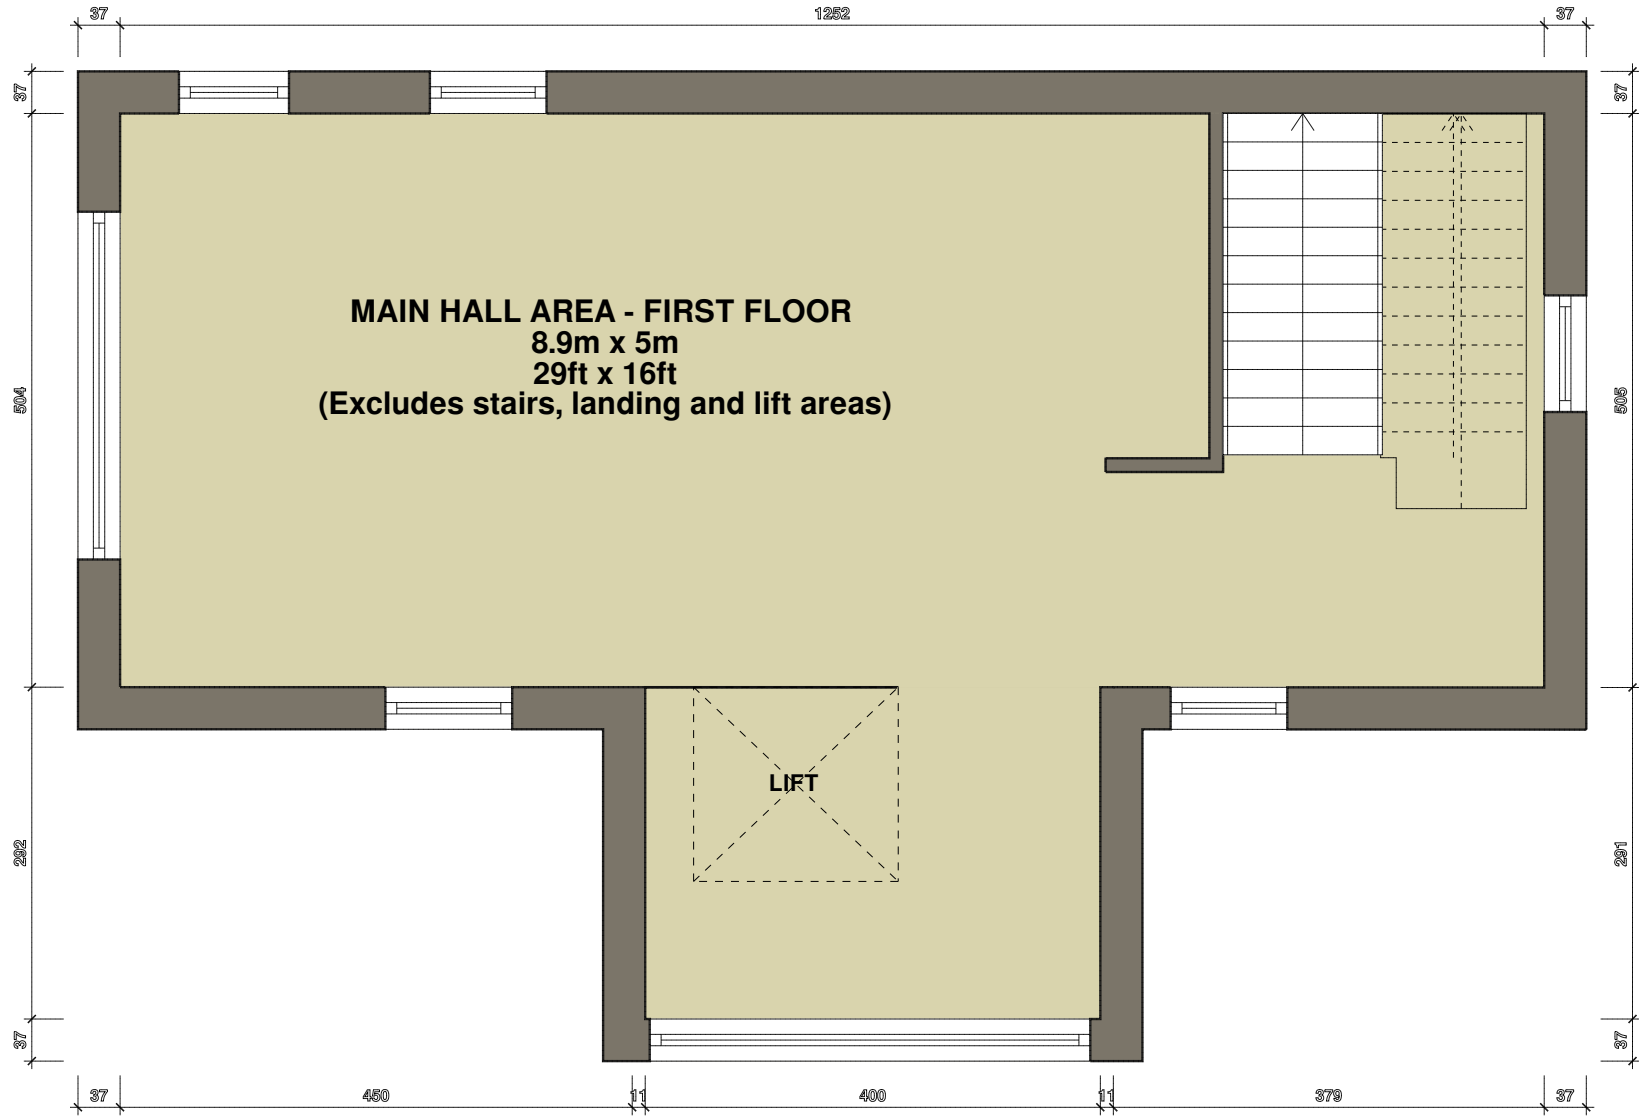 37 1252 37
37 37
MAIN HALL AREA - FIRST FLOOR
8.9m x 5m
29ft x 16ft
(Excludes stairs, landing and lift areas)
504 505
LIFT
292 291
37 37
37 450 11 400 11 379 37